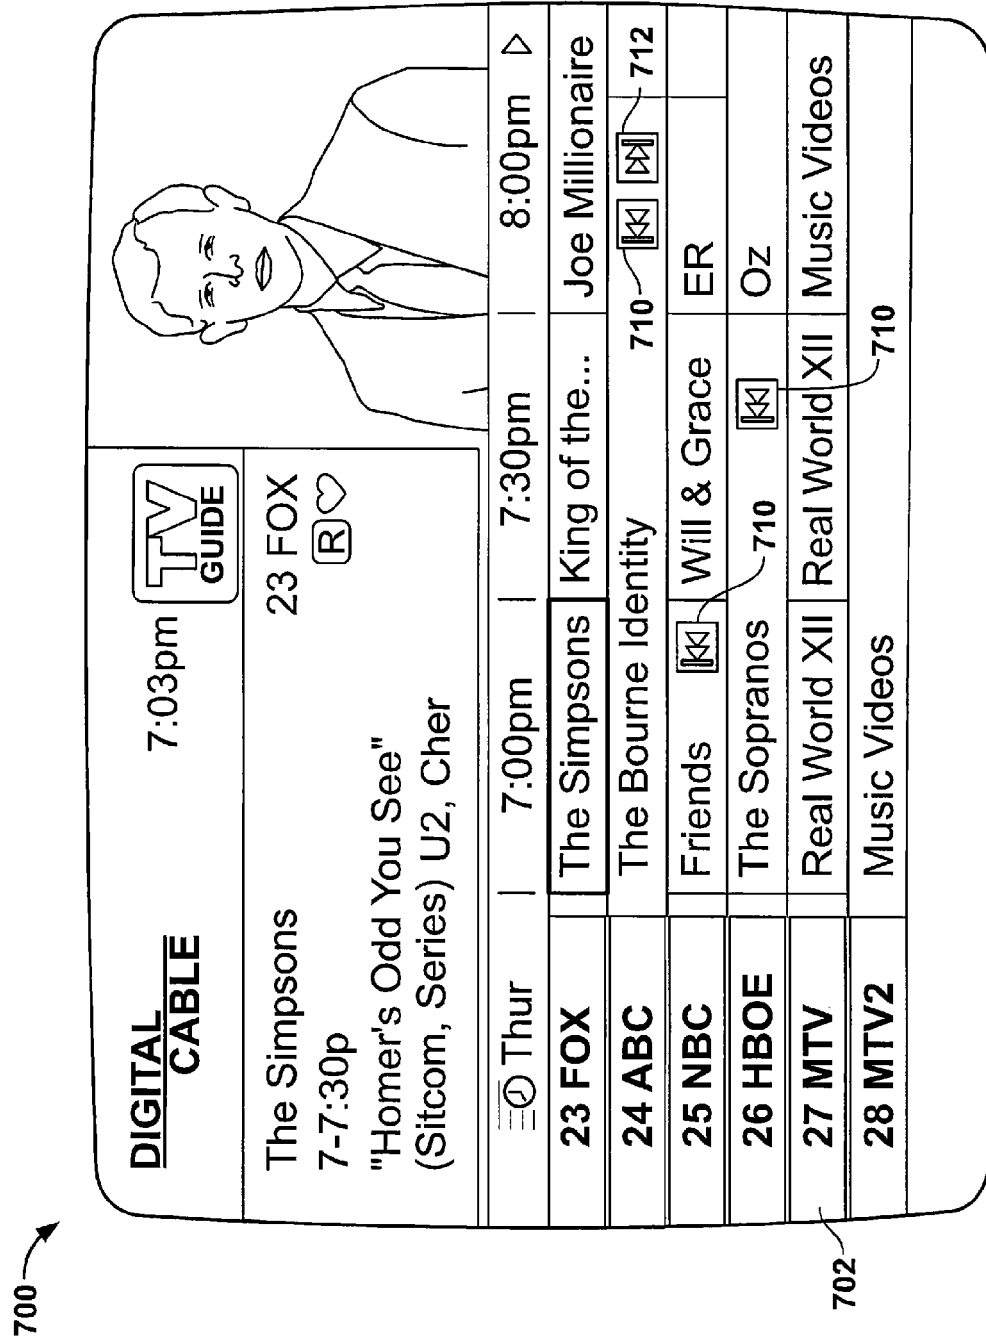 700
DIGITAL
CABLE
7:03pm
TV
GUIDE
The Simpsons
23 FOX
7-7:30p
R
"Homer's Odd You See"
(Sitcom, Series) U2, Cher
Thur 7:00pm 7:30pm 8:00pm
23 FOX The Simpsons King of the... Joe Millionaire
24 ABC The Bourne Identity
710
712
25 NBC Friends Will & Grace ER
26 HBOE The Sopranos Oz
710
27 MTV Real World XII Real World XII Music Videos
28 MTV2 Music Videos
710
702